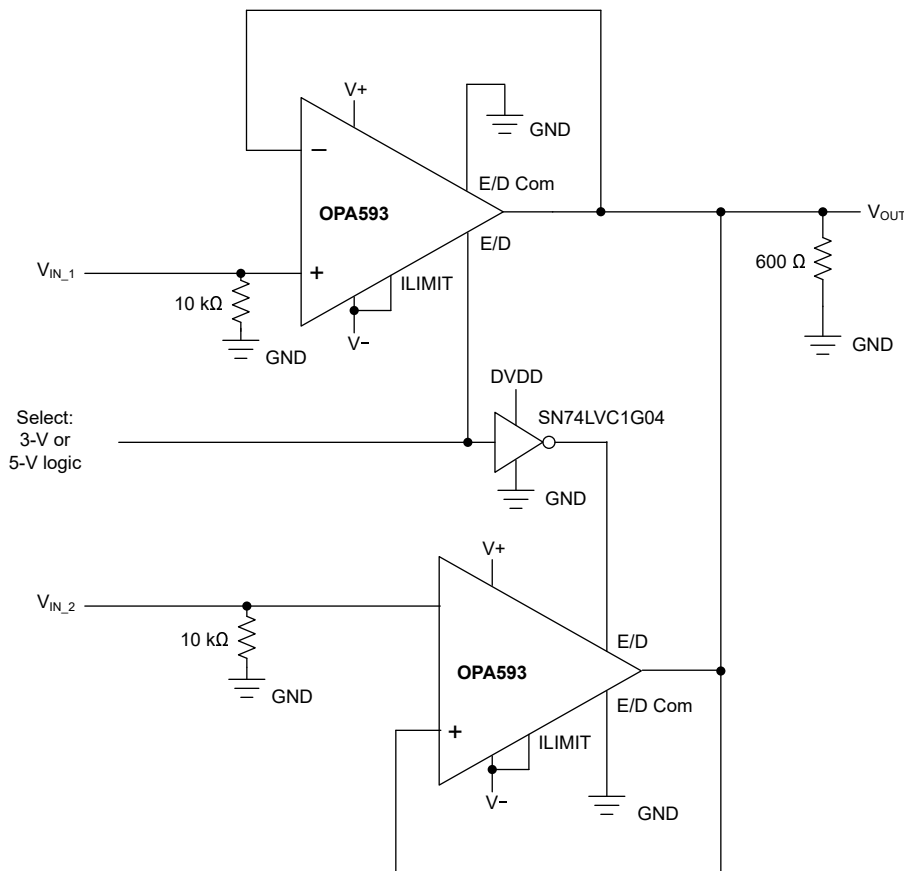 V+
GND
−
E/D Com
OPA593
VOUT
E/D
VIN_1
+
ILIMIT
600 Ω
10 kΩ
V−
GND
GND
DVDD
SN74LVC1G04
Select:
3-V or
5-V logic
GND
V+
VIN_2
10 kΩ
E/D
OPA593
GND
E/D Com
+
ILIMIT
V−
GND